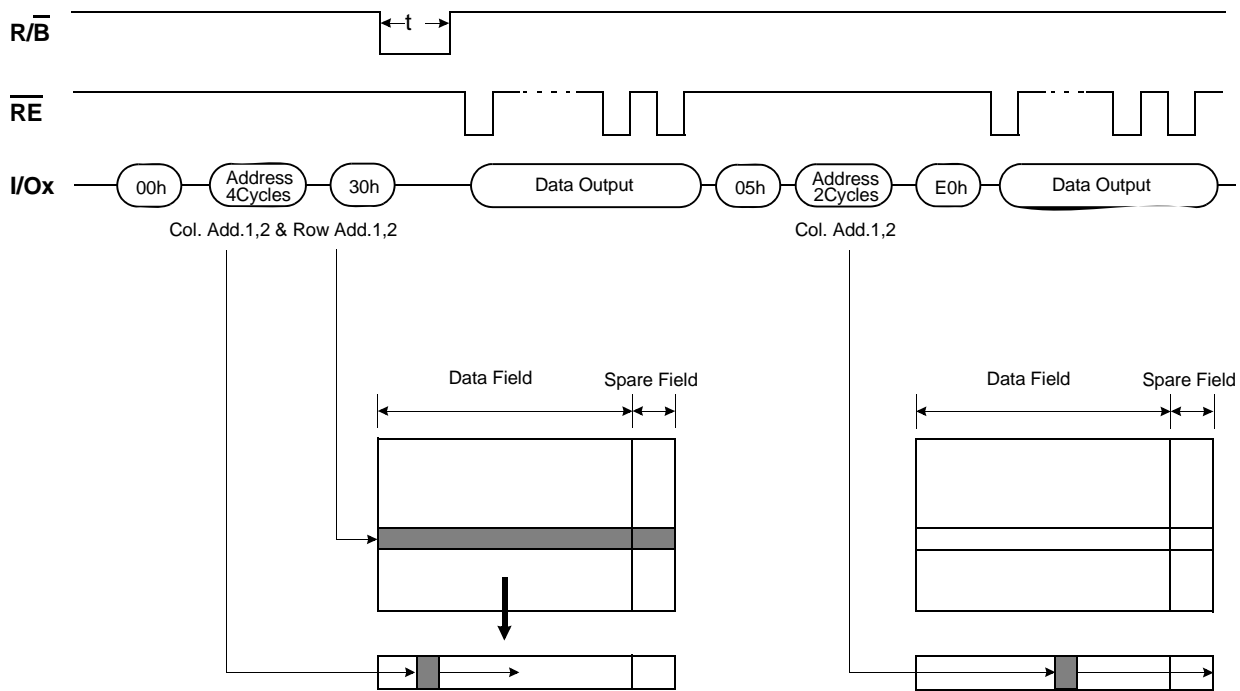 R/B̅
t
R̅E̅
I/Ox
00h
Address
4Cycles
30h
Data Output
05h
Address
2Cycles
E0h
Data Output
Col. Add.1,2 & Row Add.1,2
Col. Add.1,2
Data Field
Spare Field
Data Field
Spare Field